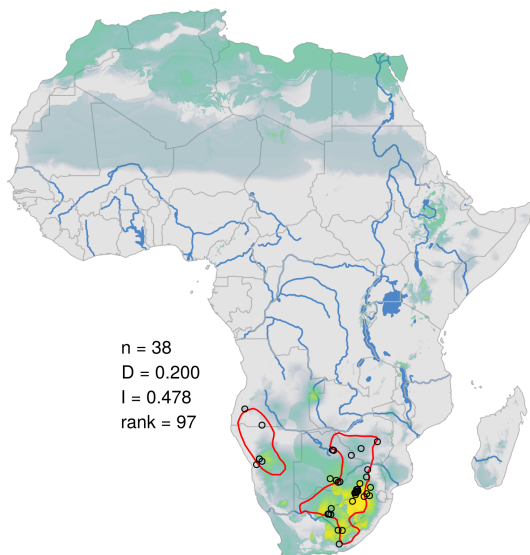 n = 38
D = 0.200
I = 0.478
rank = 97